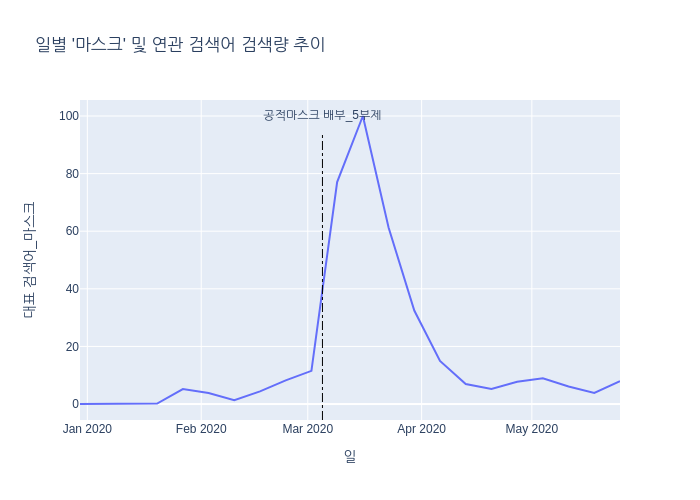 일별 '마스크' 및 연관 검색어 검색량 추이
공적마스크 배부_5부제
100
80
60
40
20
0
대표 검색어_마스크
Jan 2020
Feb 2020
Mar 2020
Apr 2020
May 2020
일